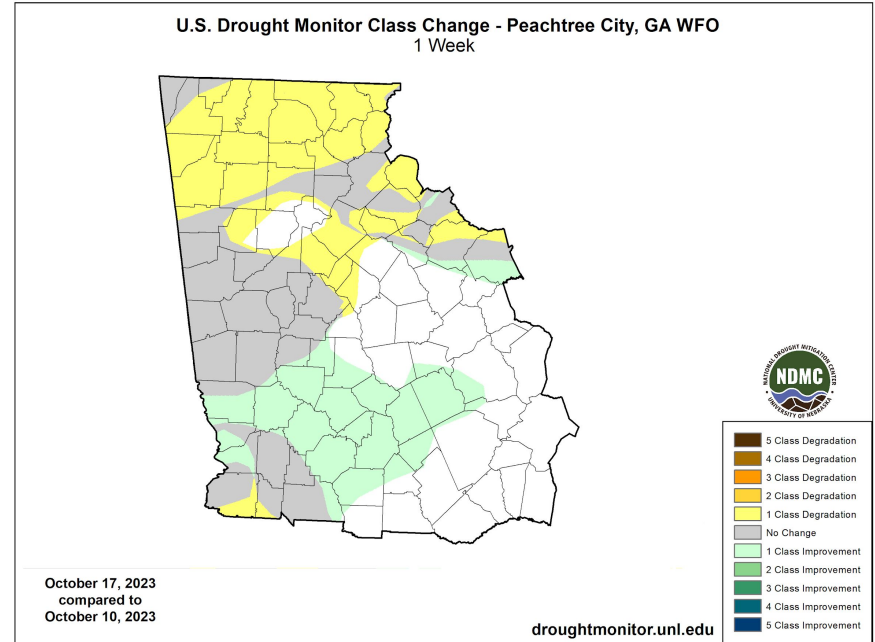 U.S. Drought Monitor Class Change - Peachtree City, GA WFO
1 Week
NATIONAL DROUGHT MITIGATION CENTER
NDMC
UNIVERSITY OF NEBRASKA
5 Class Degradation
4 Class Degradation
3 Class Degradation
2 Class Degradation
1 Class Degradation
No Change
1 Class Improvement
2 Class Improvement
3 Class Improvement
4 Class Improvement
5 Class Improvement
October 17, 2023
compared to
October 10, 2023
droughtmonitor.unl.edu